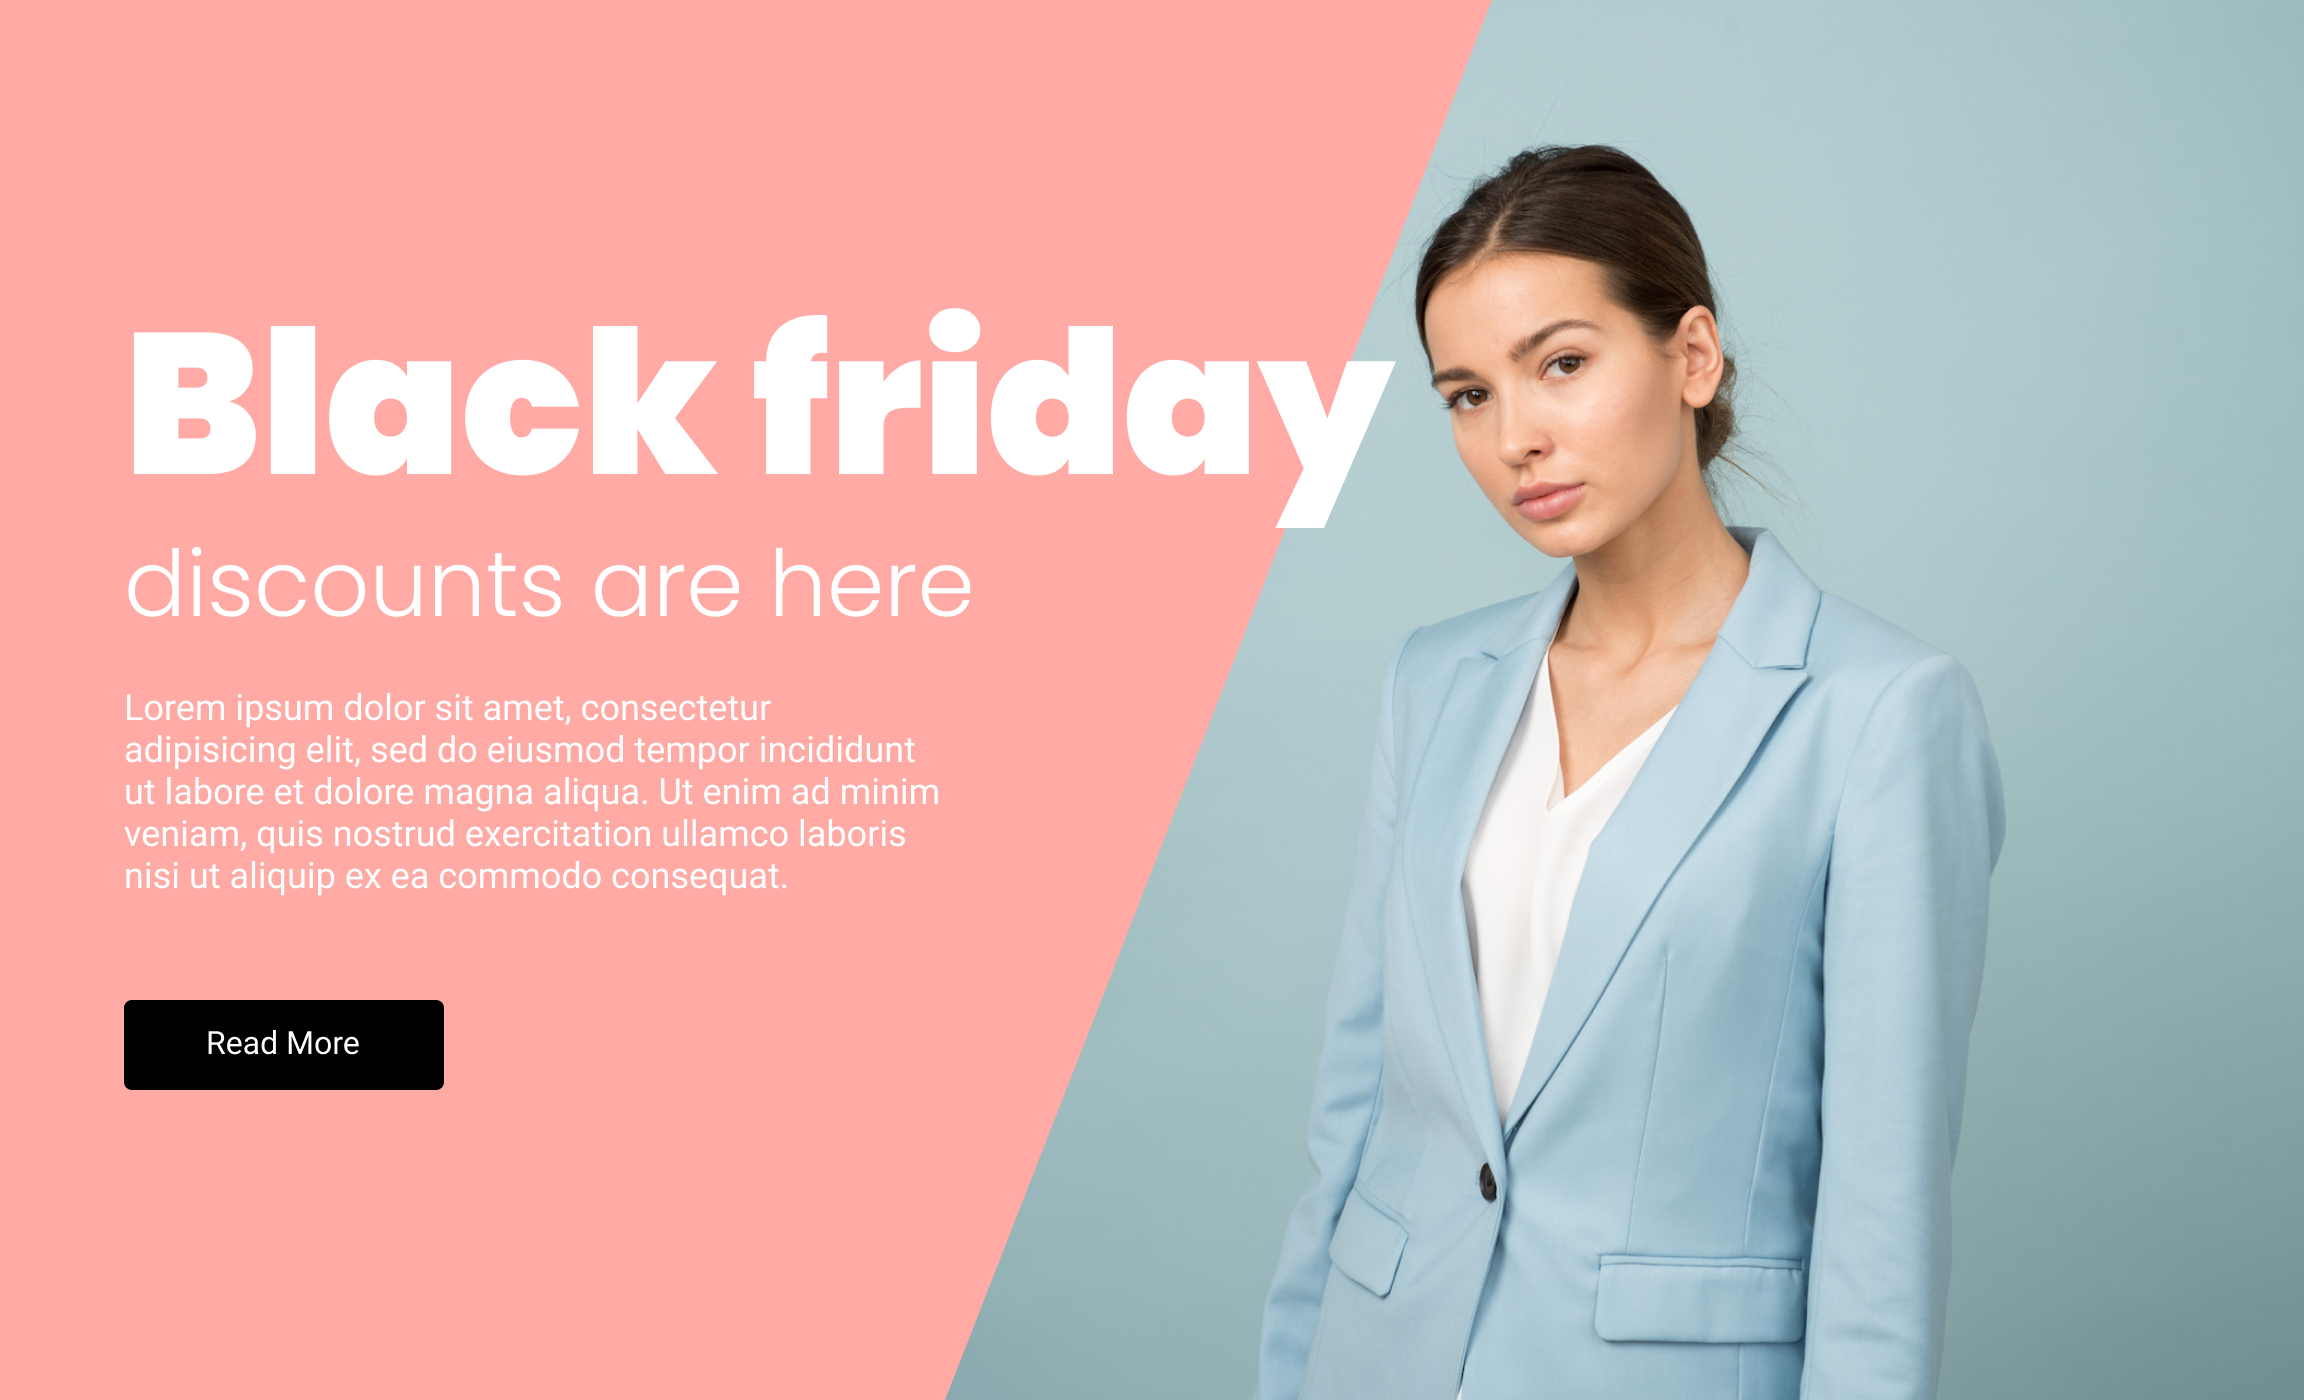 Black friday
discounts are here
Lorem ipsum dolor sit amet, consectetur
adipisicing elit, sed do eiusmod tempor incididunt
ut labore et dolore magna aliqua. Ut enim ad minim
veniam, quis nostrud exercitation ullamco laboris
nisi ut aliquip ex ea commodo consequat.
Read More